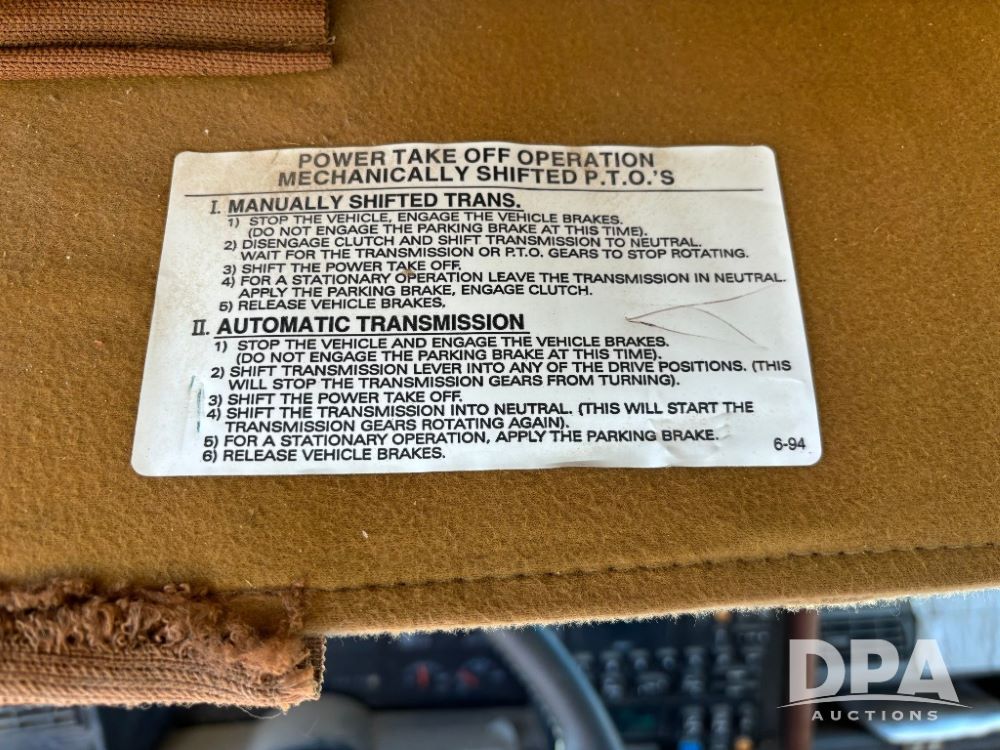 POWER TAKE OFF OPERATION
MECHANICALLY SHIFTED P.T.O.'S
I. MANUALLY SHIFTED TRANS.
1) STOP THE VEHICLE, ENGAGE THE VEHICLE BRAKES.
(DO NOT ENGAGE THE PARKING BRAKE AT THIS TIME).
2) DISENGAGE CLUTCH AND SHIFT TRANSMISSION TO NEUTRAL.
WAIT FOR THE TRANSMISSION OR P.T.O. GEARS TO STOP ROTATING.
3) SHIFT THE POWER TAKE OFF.
4) FOR A STATIONARY OPERATION LEAVE THE TRANSMISSION IN NEUTRAL.
APPLY THE PARKING BRAKE, ENGAGE CLUTCH.
5) RELEASE VEHICLE BRAKES.
II. AUTOMATIC TRANSMISSION
1) STOP THE VEHICLE AND ENGAGE THE VEHICLE BRAKES.
(DO NOT ENGAGE THE PARKING BRAKE AT THIS TIME).
2) SHIFT TRANSMISSION LEVER INTO ANY OF THE DRIVE POSITIONS. (THIS
WILL STOP THE TRANSMISSION GEARS FROM TURNING).
3) SHIFT THE POWER TAKE OFF.
4) SHIFT THE TRANSMISSION INTO NEUTRAL. (THIS WILL START THE
TRANSMISSION GEARS ROTATING AGAIN).
5) FOR A STATIONARY OPERATION, APPLY THE PARKING BRAKE.
6) RELEASE VEHICLE BRAKES.
6-94
DPA
AUCTIONS